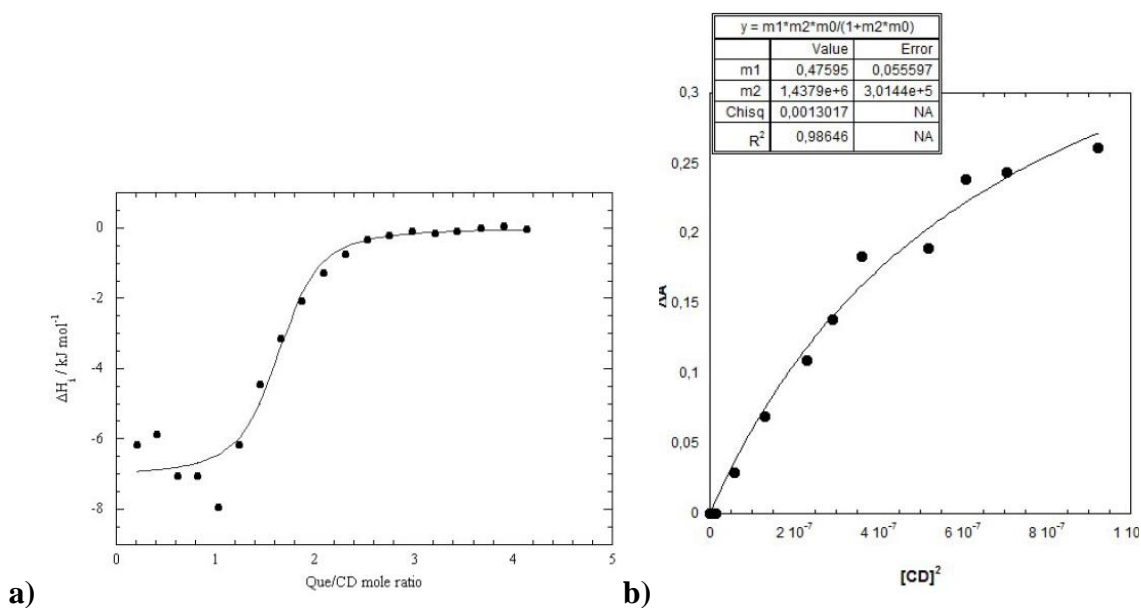 0
-2
-4
-6
-8
ΔH_i / kJ mol⁻¹
0 1 2 3 4 5
Que/CD mole ratio
a)
y = m1*m2*m0/(1+m2*m0)
Value Error
m1 0,47595 0,055597
m2 1,4379e+6 3,0144e+5
Chisq 0,0013017 NA
R² 0,98646 NA
0,3
0,25
0,2
0,15
0,1
0,05
0
0 2 10⁻⁷ 4 10⁻⁷ 6 10⁻⁷ 8 10⁻⁷ 1 10
[CD]²
b)